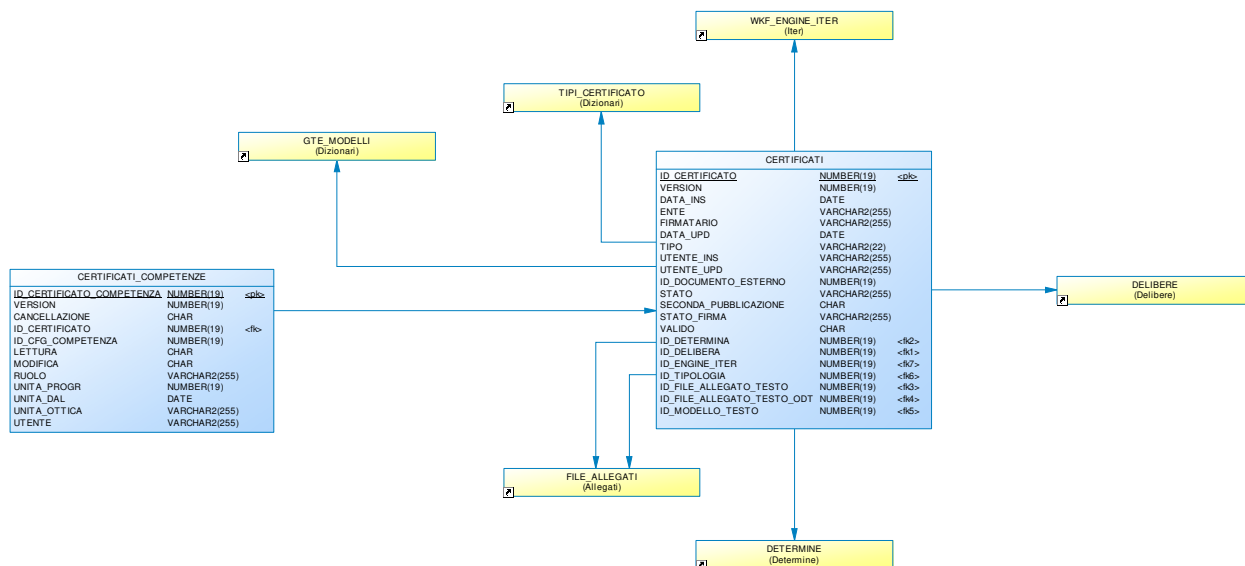 WKF_ENGINE_ITER
(Iter)
TIPI_CERTIFICATO
(Dizionari)
GTE_MODELLI
(Dizionari)
CERTIFICATI
ID_CERTIFICATO NUMBER(19) <pk>
VERSION NUMBER(19)
DATA_INS DATE
ENTE VARCHAR2(255)
FIRMATARIO VARCHAR2(255)
DATA_UPD DATE
TIPO VARCHAR2(22)
UTENTE_INS VARCHAR2(255)
UTENTE_UPD VARCHAR2(255)
ID_DOCUMENTO_ESTERNO NUMBER(19)
STATO VARCHAR2(255)
SECONDA_PUBBLICAZIONE CHAR
STATO_FIRMA VARCHAR2(255)
VALIDO CHAR
ID_DETERMINA NUMBER(19) <fk2>
ID_DELIBERA NUMBER(19) <fk1>
ID_ENGINE_ITER NUMBER(19) <fk7>
ID_TIPOLOGIA NUMBER(19) <fk6>
ID_FILE_ALLEGATO_TESTO NUMBER(19) <fk3>
ID_FILE_ALLEGATO_TESTO_ODT NUMBER(19) <fk4>
ID_MODELLO_TESTO NUMBER(19) <fk5>
CERTIFICATI_COMPETENZE
ID_CERTIFICATO_COMPETENZA NUMBER(19) <pk>
VERSION NUMBER(19)
CANCELLAZIONE CHAR
ID_CERTIFICATO NUMBER(19) <fk>
ID_CFG_COMPETENZA NUMBER(19)
LETTURA CHAR
MODIFICA CHAR
RUOLO VARCHAR2(255)
UNITA_PROGR NUMBER(19)
UNITA_DAL DATE
UNITA_OTTICA VARCHAR2(255)
UTENTE VARCHAR2(255)
DELIBERE
(Delibere)
FILE_ALLEGATI
(Allegati)
DETERMINE
(Determine)